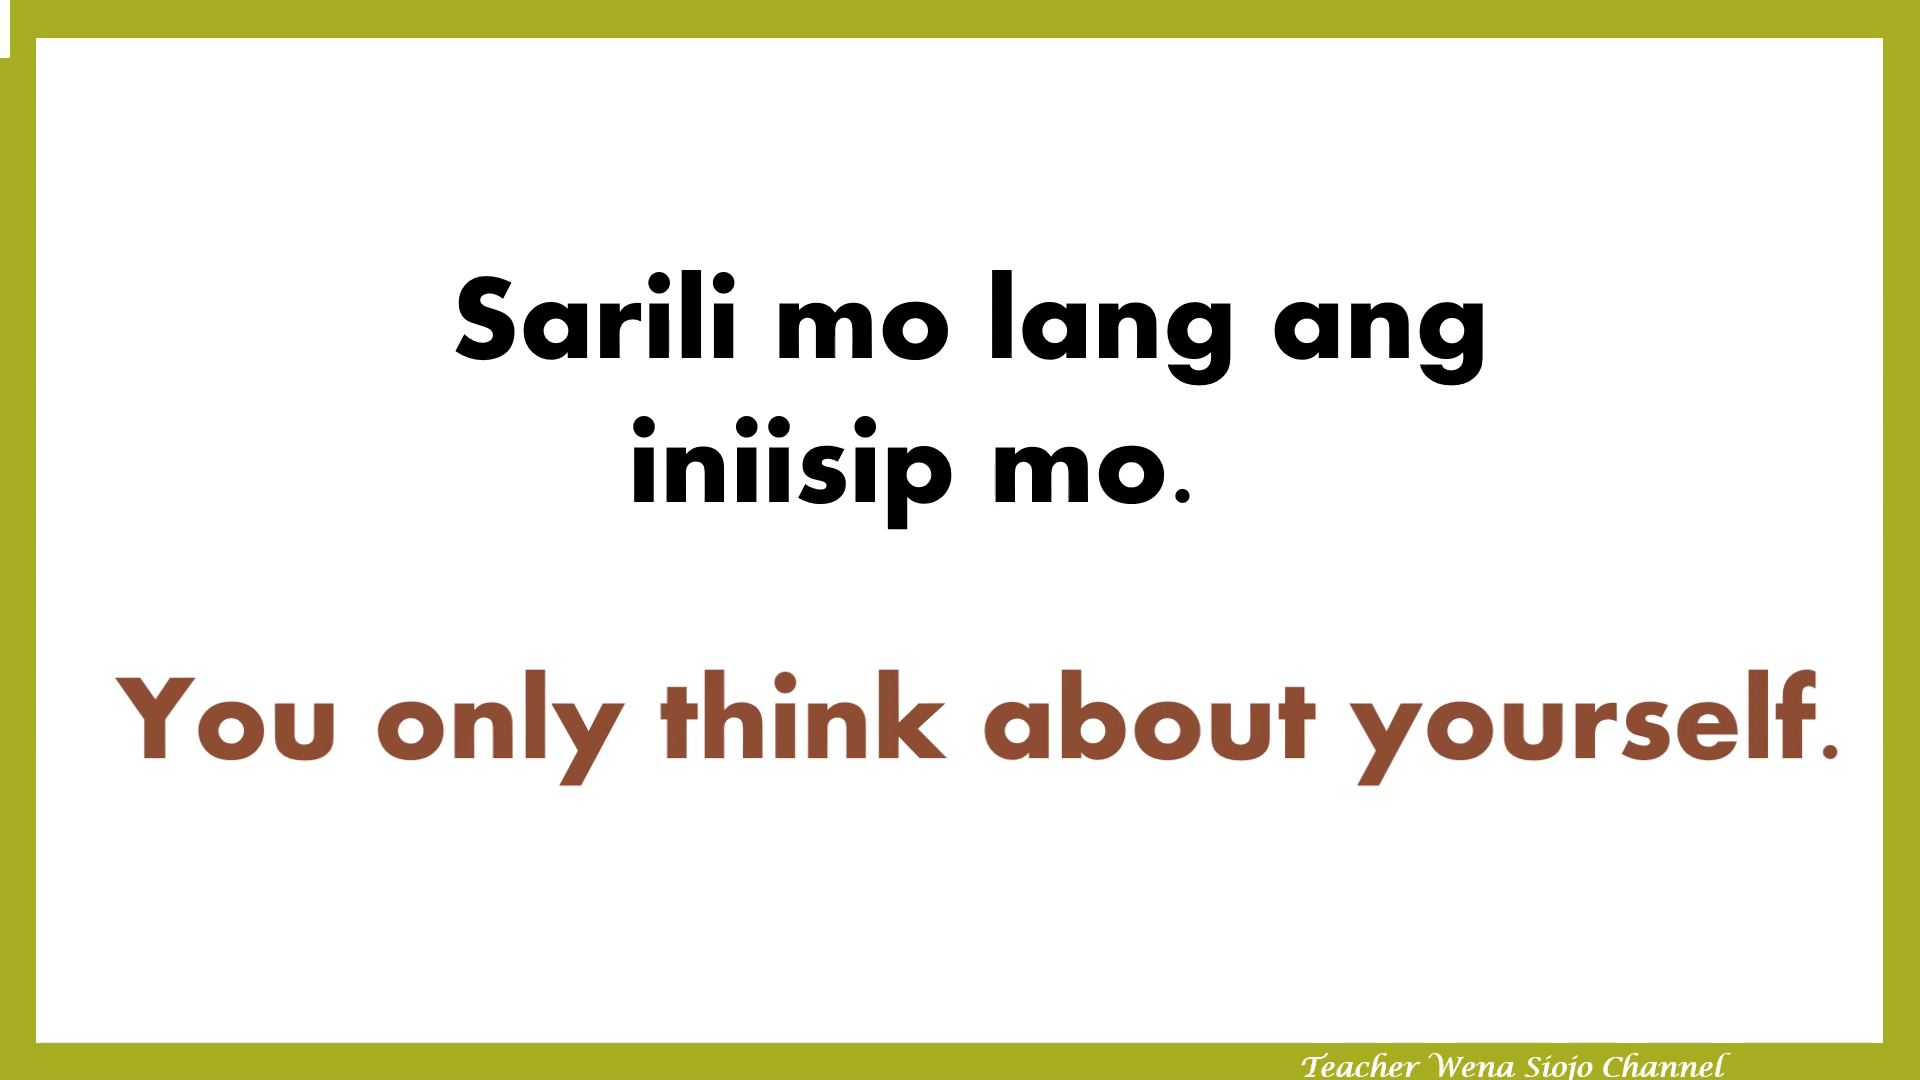 Sarili mo lang ang
iniisip mo.
You only think about yourself.
Teacher Wena Siojo Channel